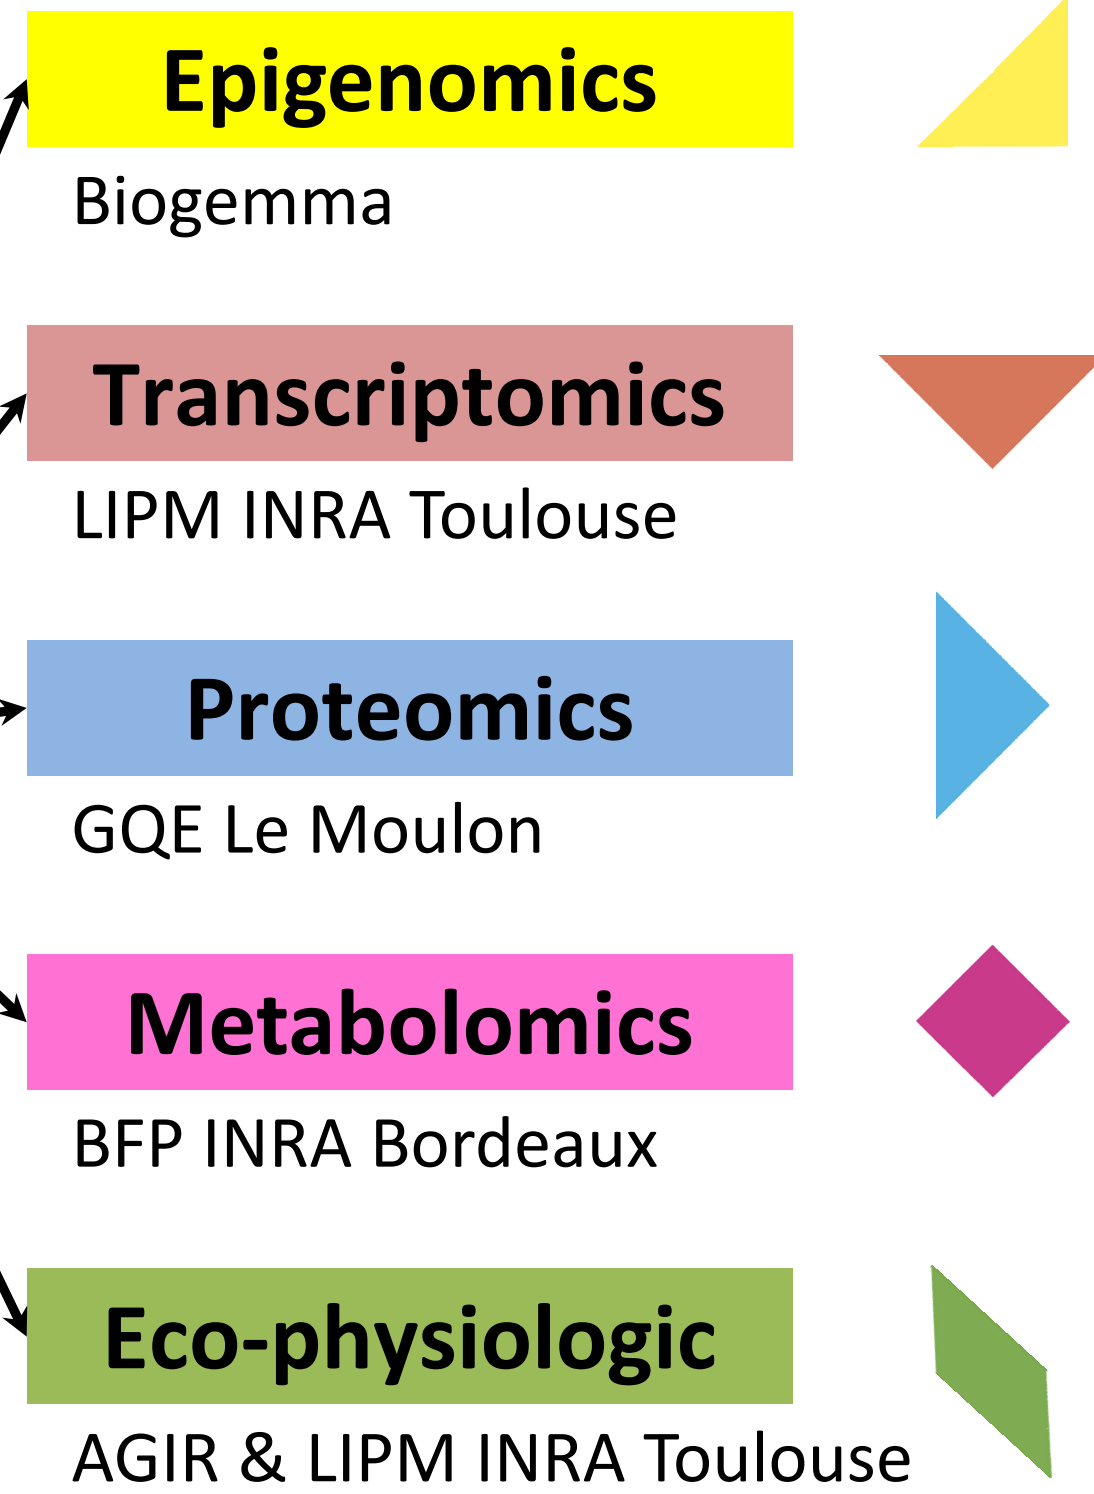 Epigenomics
Biogemma
Transcriptomics
LIPM INRA Toulouse
Proteomics
GQE Le Moulon
Metabolomics
BFP INRA Bordeaux
Eco-physiologic
AGIR & LIPM INRA Toulouse